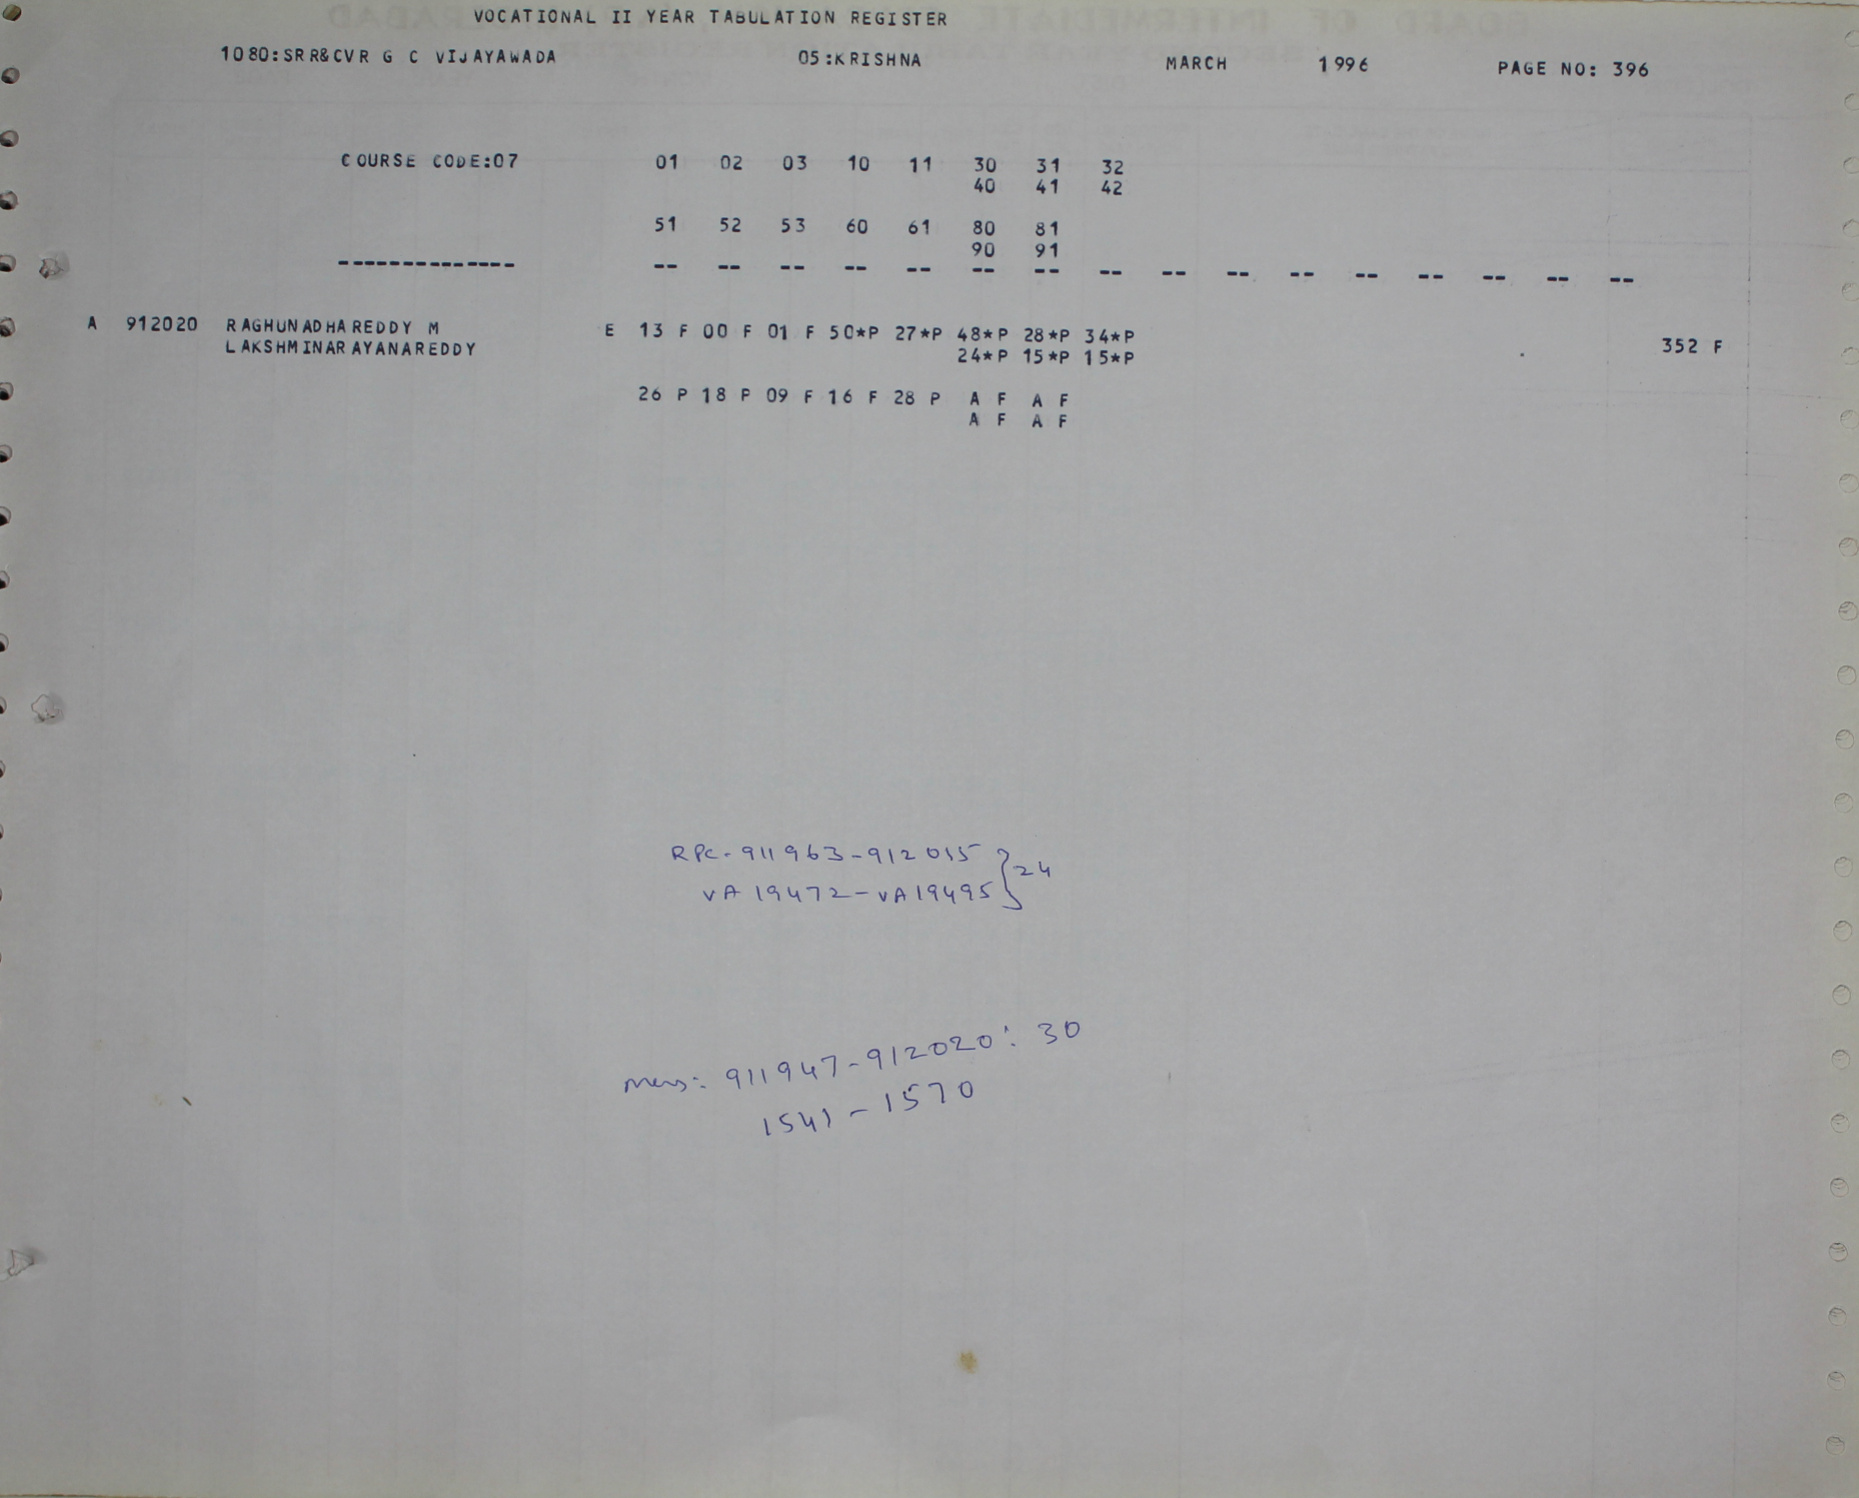 VOCATIONAL II YEAR TABULATION REGISTER
1080:SRR&CVR G C VIJAYAWADA 05:KRISHNA MARCH 1996 PAGE NO: 396
COURSE CODE:07 01 02 03 10 11 30 31 32
40 41 42
51 52 53 60 61 80 81
90 91
-------------- -- -- -- -- -- -- -- -- -- -- -- -- -- -- -- --
A 912020 RAGHUNADHAREDDY M E 13 F 00 F 01 F 50*P 27*P 48*P 28*P 34*P
LAKSHMINARAYANAREDDY 24*P 15*P 15*P 352 F
26 P 18 P 09 F 16 F 28 P A F A F
A F A F
RPC-911963-912015 } 24
VA 19472-VA19495
911947-912020: 30
1541-1570